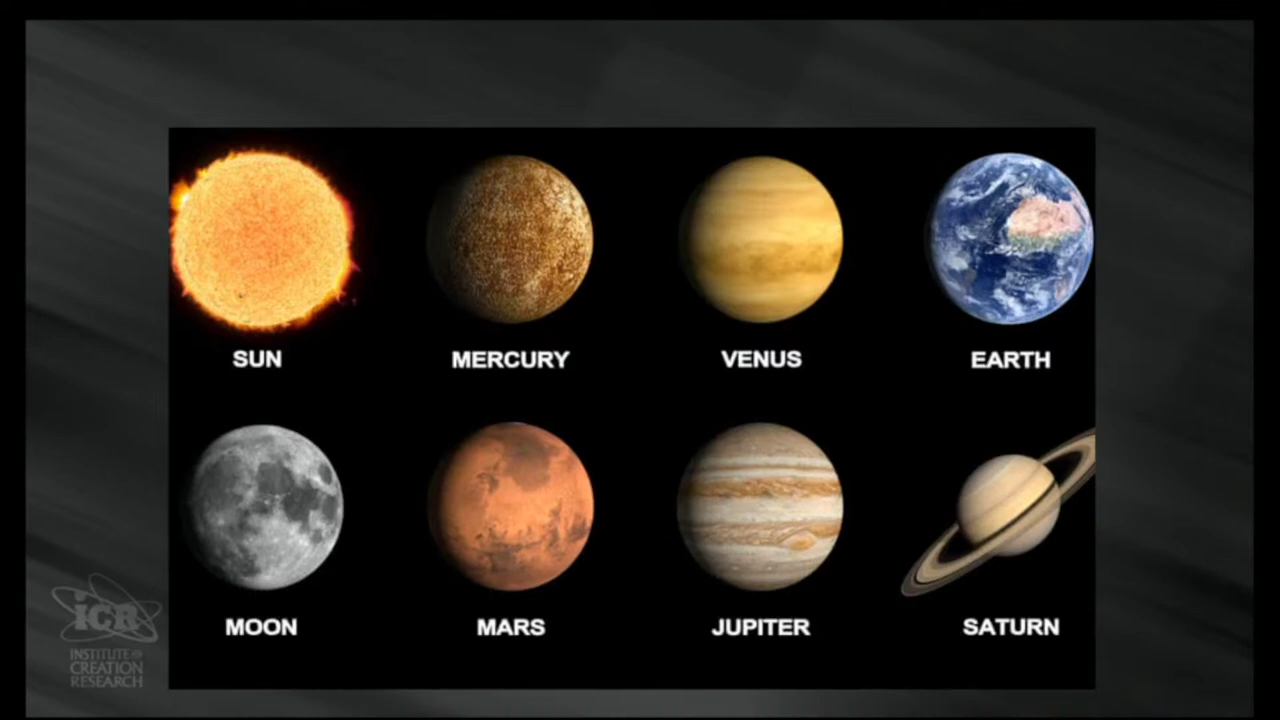 SUN MERCURY VENUS EARTH
MOON MARS JUPITER SATURN
ICR
INSTITUTE for
CREATION
RESEARCH